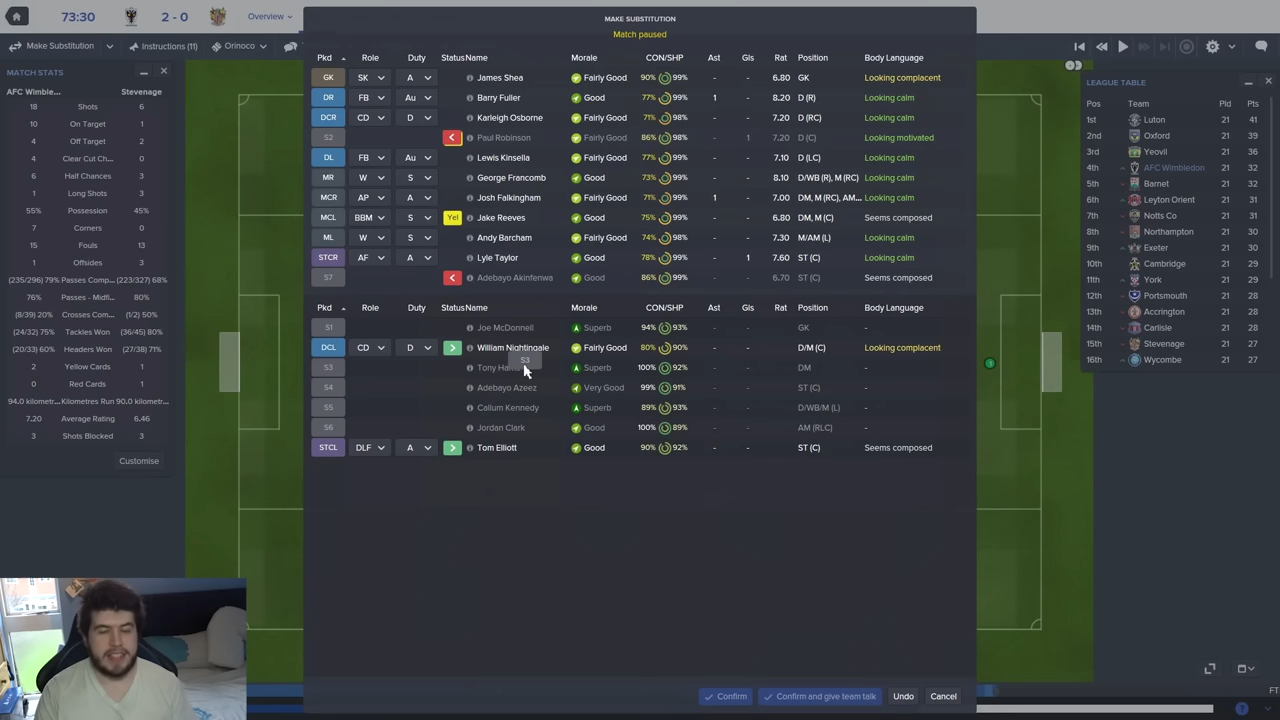 73:30 2 - 0 Overview
Make Substitution Instructions (11) Orinoco
MATCH STATS
AFC Wimble... Stevenage
18 Shots 6
10 On Target 1
4 Off Target 2
4 Clear Cut Ch... 0
6 Half Chances 3
1 Long Shots 3
55% Possession 45%
7 Corners 0
15 Fouls 13
1 Offsides 3
(235/296) 79% Passes Comp... (223/327) 68%
76% Passes - Midfi... 80%
(8/39) 20% Crosses Com... (1/2) 50%
(24/32) 75% Tackles Won (36/45) 80%
(20/33) 60% Headers Won (27/38) 71%
2 Yellow Cards 1
0 Red Cards 1
94.0 kilometr... Kilometres Run 90.0 kilometr...
7.20 Average Rating 6.46
3 Shots Blocked 3
Customise
MAKE SUBSTITUTION
Match paused
Pkd Role Duty Status Name Morale CON/SHP Ast Gls Rat Position Body Language
GK SK A James Shea Fairly Good 90% 99% - - 6.80 GK Looking complacent
DR FB Au Barry Fuller Good 77% 99% 1 - 8.20 D (R) Looking calm
DCR CD D Karleigh Osborne Fairly Good 71% 98% - - 7.20 D (RC) Looking calm
S2 Paul Robinson Fairly Good 86% 98% - 1 7.20 D (C) Looking motivated
DL FB Au Lewis Kinsella Fairly Good 77% 99% - - 7.10 D (LC) Looking calm
MR W S George Francomb Good 73% 99% - - 8.10 D/WB (R), M (RC) Looking calm
MCR AP A Josh Falkingham Fairly Good 71% 99% 1 - 7.00 DM, M (RC), AM... Looking calm
MCL BBM S Yel Jake Reeves Good 75% 99% - - 6.80 DM, M (C) Seems composed
ML W S Andy Barcham Fairly Good 74% 98% - - 7.30 M/AM (L) Looking calm
STCR AF A Lyle Taylor Good 78% 99% - 1 7.60 ST (C) Looking calm
S7 Adebayo Akinfenwa Good 86% 99% - - 6.70 ST (C) Seems composed
Pkd Role Duty Status Name Morale CON/SHP Ast Gls Rat Position Body Language
S1 Joe McDonnell Superb 94% 93% - - - GK -
DCL CD D William Nightingale Fairly Good 80% 90% - - - D/M (C) Looking complacent
S3
S3 Tony Superb 100% 92% - - - DM -
S4 Adebayo Azeez Very Good 99% 91% - - - ST (C) -
S5 Callum Kennedy Superb 89% 93% - - - D/WB/M (L) -
S6 Jordan Clark Good 100% 89% - - - AM (RLC) -
STCL DLF A Tom Elliott Good 90% 92% - - - ST (C) Seems composed
Confirm Confirm and give team talk Undo Cancel
LEAGUE TABLE
Pos Team Pld Pts
1st Luton 21 41
2nd Oxford 21 39
3rd Yeovil 21 36
4th AFC Wimbledon 21 32
5th Barnet 21 32
6th Leyton Orient 21 31
7th Notts Co 21 31
8th Northampton 21 30
9th Exeter 21 30
10th Cambridge 21 29
11th York 21 29
12th Portsmouth 21 28
13th Accrington 21 28
14th Carlisle 21 28
15th Stevenage 21 27
16th Wycombe 21 27
1
FT